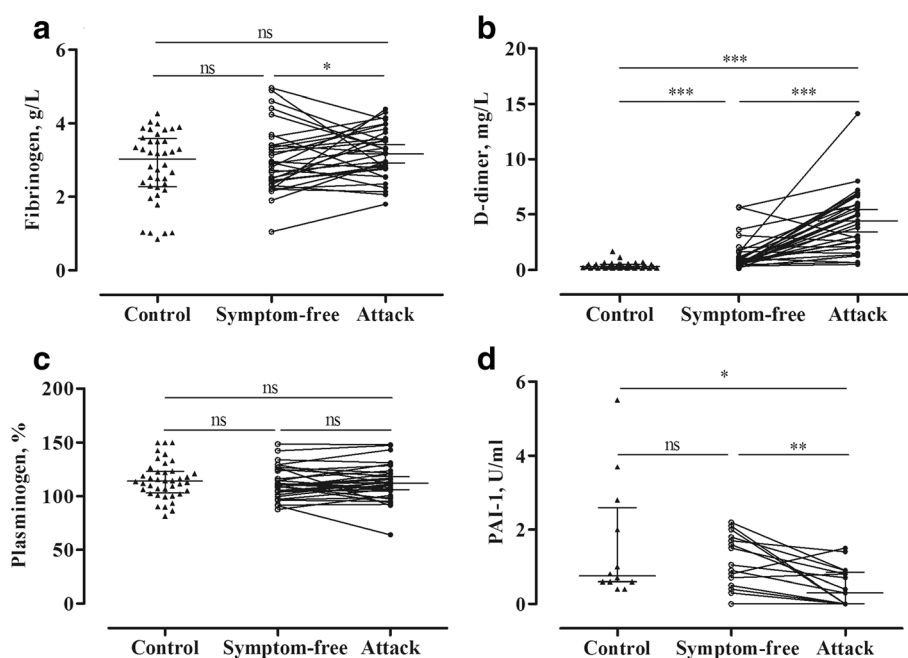 a
ns
ns
*
Fibrinogen, g/L
6
4
2
0
Control Symptom-free Attack
b
***
***
***
D-dimer, mg/L
20
15
10
5
0
Control Symptom-free Attack
c
ns
ns
ns
Plasminogen, %
200
150
100
50
0
Control Symptom-free Attack
d
*
ns
**
PAI-1, U/ml
6
4
2
0
Control Symptom-free Attack